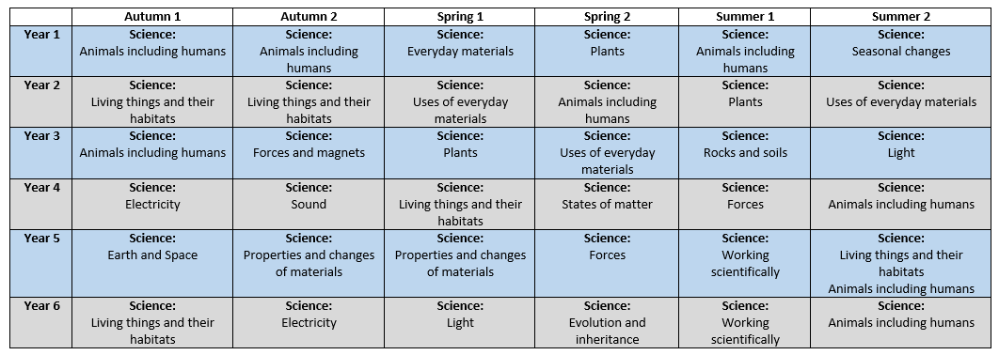 Autumn 1 Autumn 2 Spring 1 Spring 2 Summer 1 Summer 2
Year 1 Science: Science: Science: Science: Science: Science:
Animals including humans Animals including Everyday materials Plants Animals including Seasonal changes
humans humans
Year 2 Science: Science: Science: Science: Science: Science:
Living things and their Living things and their Uses of everyday Animals including Plants Uses of everyday materials
habitats habitats materials humans
Year 3 Science: Science: Science: Science: Science: Science:
Animals including humans Forces and magnets Plants Uses of everyday Rocks and soils Light
materials
Year 4 Science: Science: Science: Science: Science: Science:
Electricity Sound Living things and their States of matter Forces Animals including humans
habitats
Year 5 Science: Science: Science: Science: Science: Science:
Earth and Space Properties and changes Properties and changes Forces Working Living things and their
of materials of materials scientifically habitats
Animals including humans
Year 6 Science: Science: Science: Science: Science: Science:
Living things and their Electricity Light Evolution and Working Animals including humans
habitats inheritance scientifically